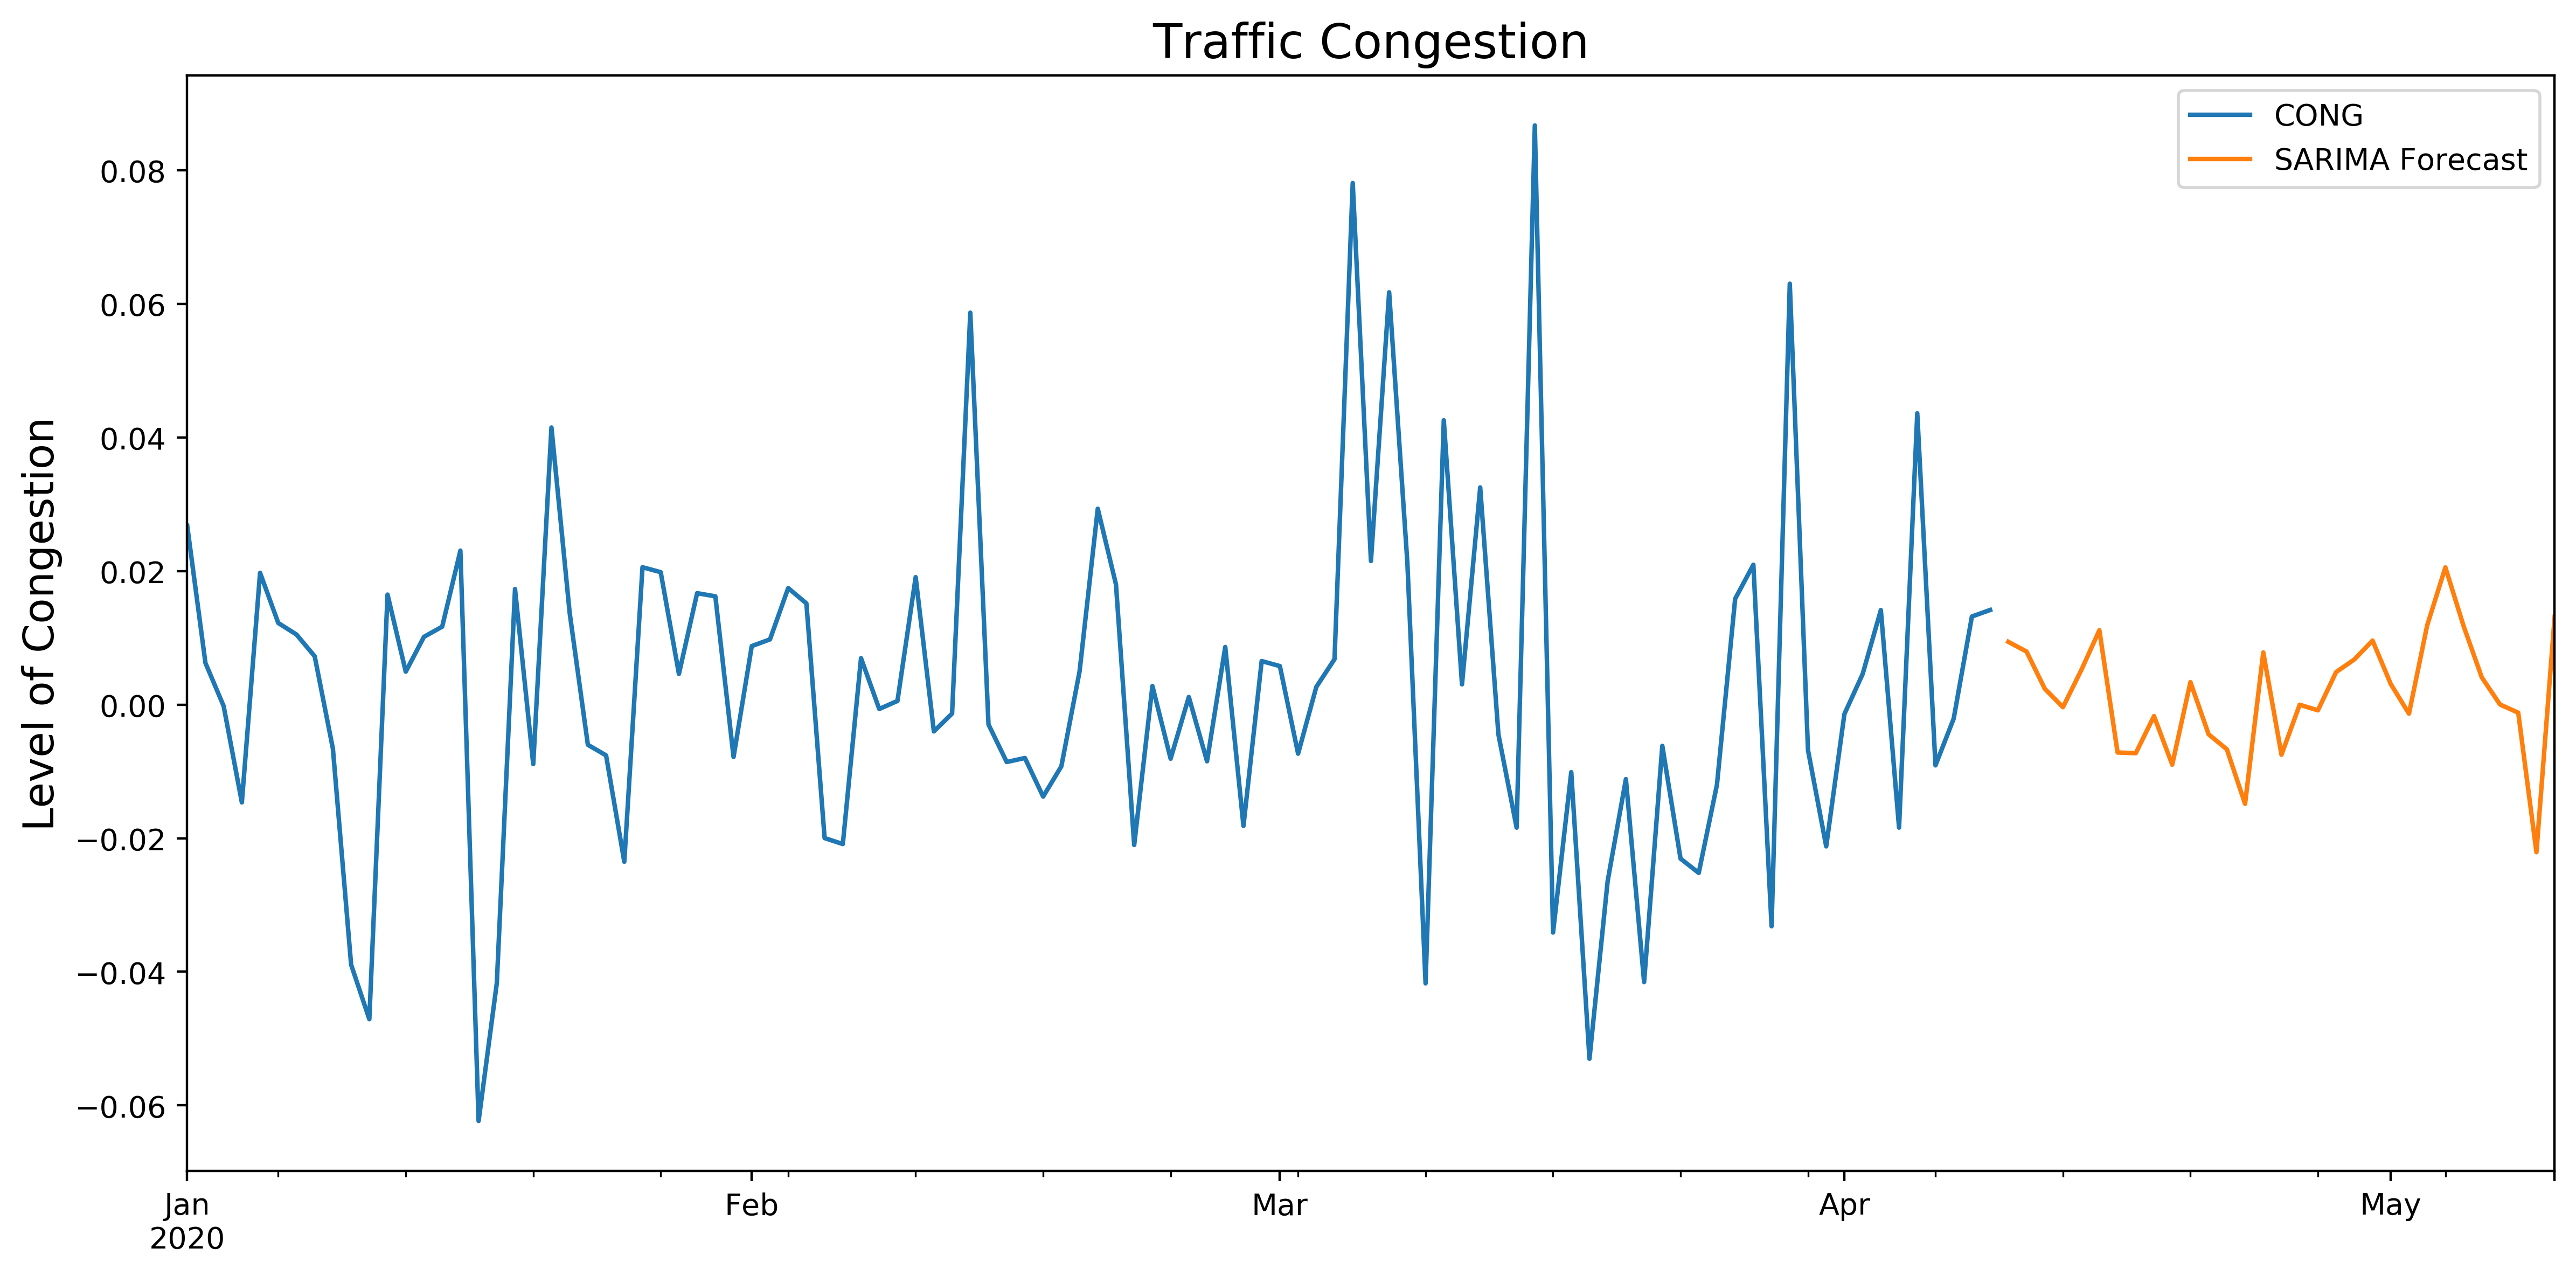 Traffic Congestion
CONG
SARIMA Forecast
Level of Congestion
0.08
0.06
0.04
0.02
0.00
−0.02
−0.04
−0.06
Jan Feb Mar Apr May
2020